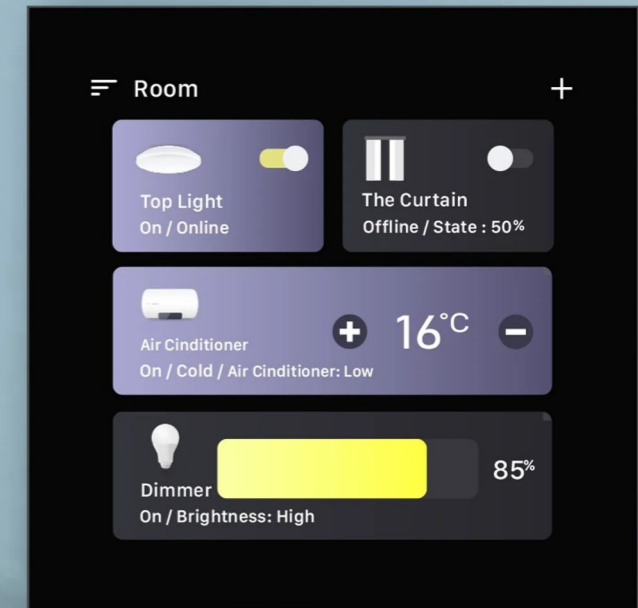 Room
Top Light
On / Online
The Curtain
Offline / State : 50%
Air Cinditioner
On / Cold / Air Cinditioner: Low
16°C
Dimmer
On / Brightness: High
85%